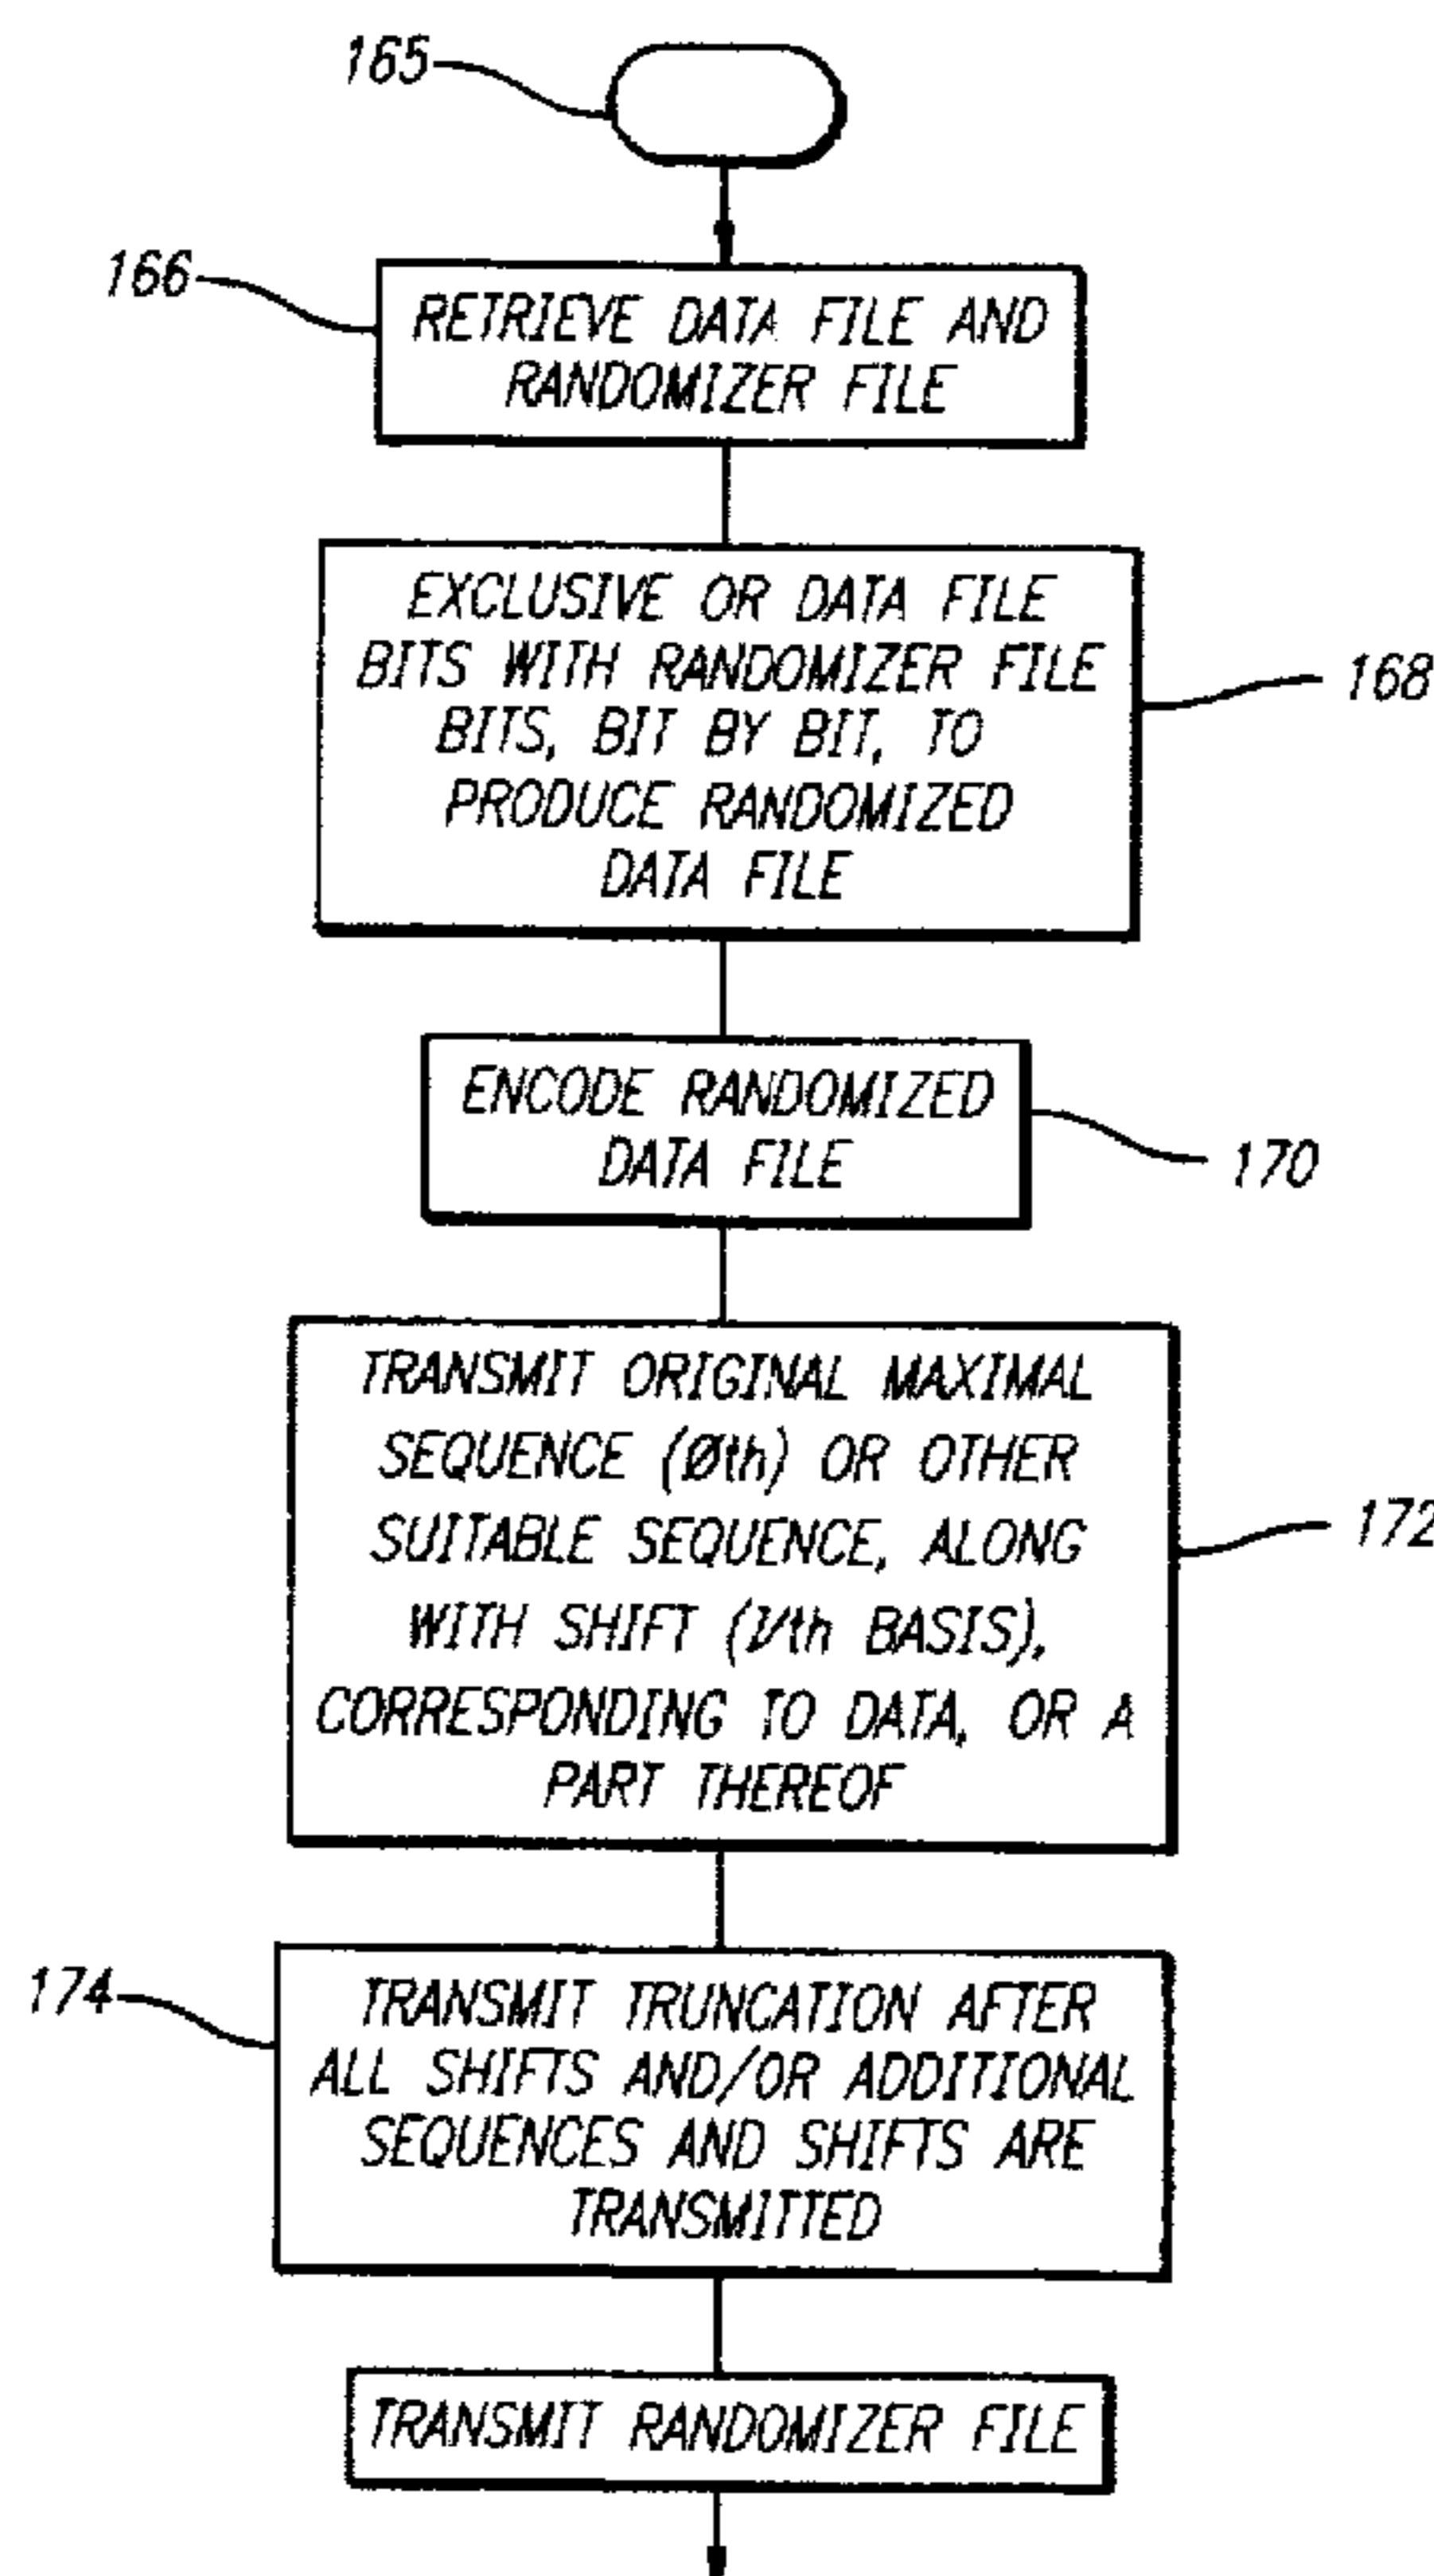 165
166
RETRIEVE DATA FILE AND
RANDOMIZER FILE
EXCLUSIVE OR DATA FILE
BITS WITH RANDOMIZER FILE
BITS, BIT BY BIT, TO
PRODUCE RANDOMIZED
DATA FILE
168
ENCODE RANDOMIZED
DATA FILE
170
TRANSMIT ORIGINAL MAXIMAL
SEQUENCE (Øth) OR OTHER
SUITABLE SEQUENCE, ALONG
WITH SHIFT (Vth BASIS),
CORRESPONDING TO DATA, OR A
PART THEREOF
172
174
TRANSMIT TRUNCATION AFTER
ALL SHIFTS AND/OR ADDITIONAL
SEQUENCES AND SHIFTS ARE
TRANSMITTED
TRANSMIT RANDOMIZER FILE